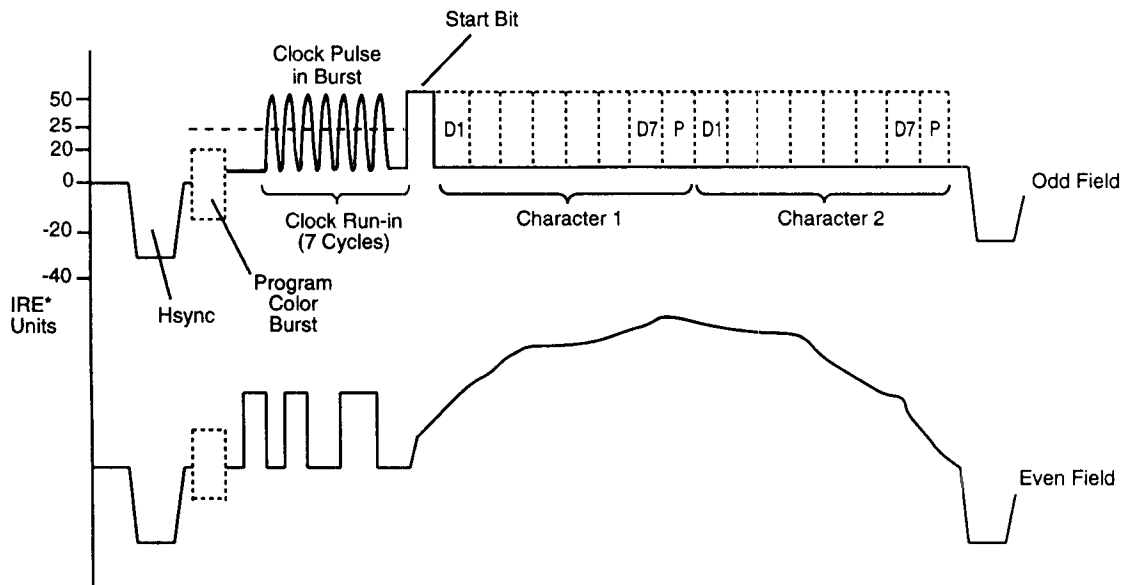 Start Bit
Clock Pulse
in Burst
50
25
20
0
-20
-40
IRE*
Units
D1
D7
P
D1
D7
P
Odd Field
Clock Run-in
(7 Cycles)
Character 1
Character 2
Hsync
Program
Color
Burst
Even Field